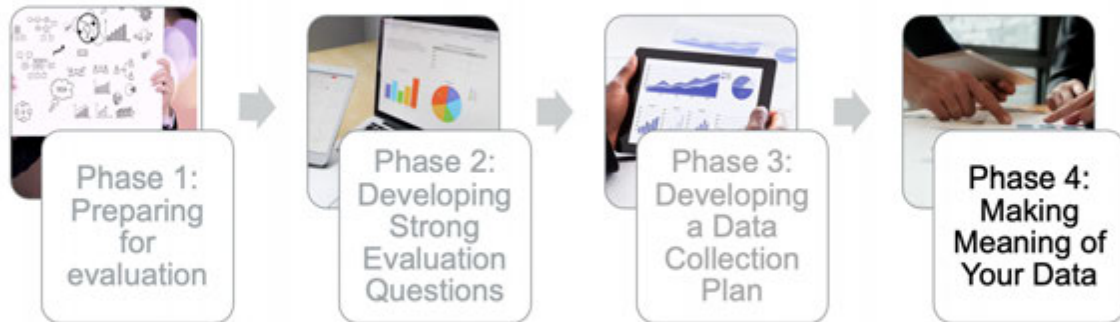 Phase 1:
Preparing
for
evaluation
Phase 2:
Developing
Strong
Evaluation
Questions
Phase 3:
Developing
a Data
Collection
Plan
Phase 4:
Making
Meaning of
Your Data